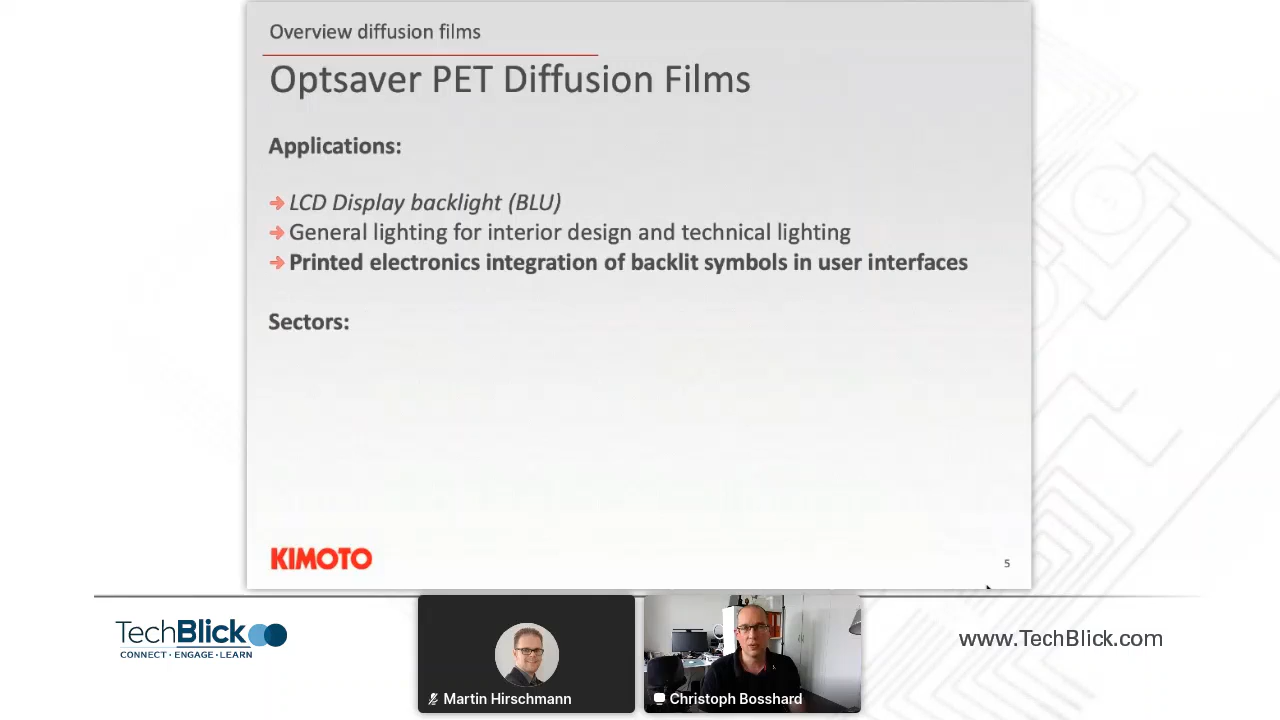 Overview diffusion films
Optsaver PET Diffusion Films
Applications:
LCD Display backlight (BLU)
General lighting for interior design and technical lighting
Printed electronics integration of backlit symbols in user interfaces
Sectors:
KIMOTO
5
TechBlick
CONNECT · ENGAGE · LEARN
Martin Hirschmann
Christoph Bosshard
www.TechBlick.com